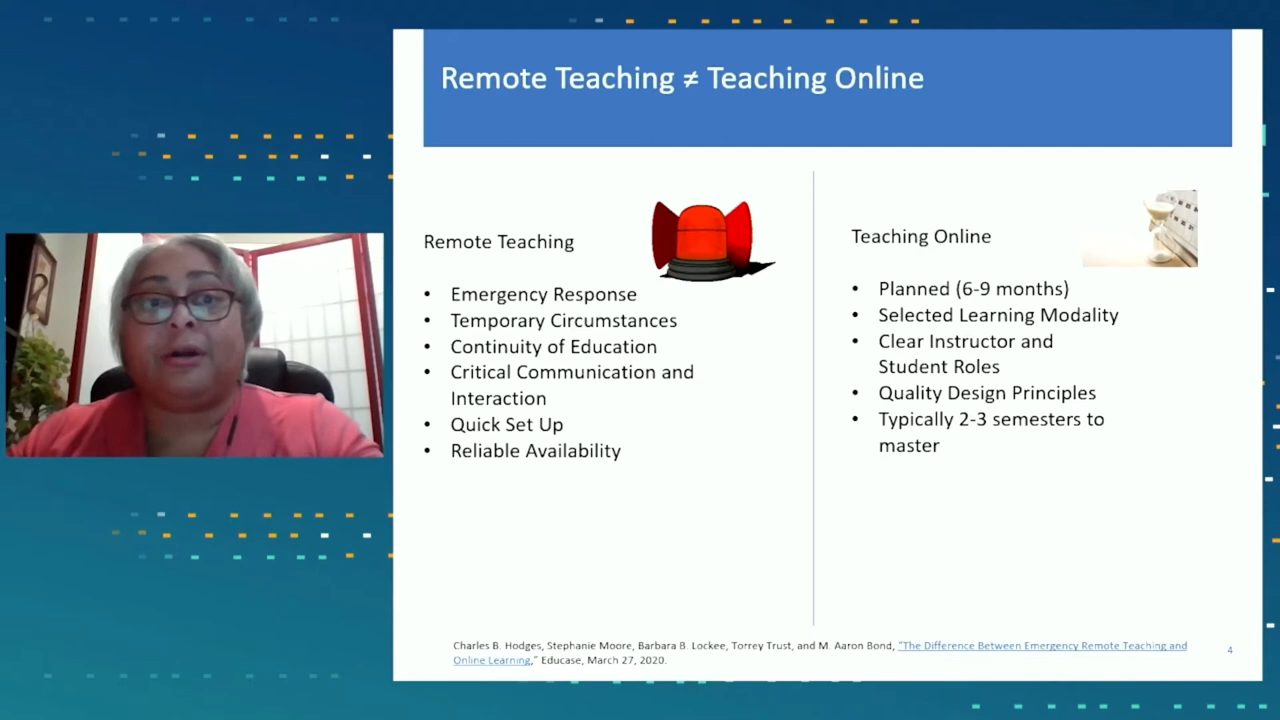 Remote Teaching ≠ Teaching Online
Remote Teaching
• Emergency Response
• Temporary Circumstances
• Continuity of Education
• Critical Communication and
Interaction
• Quick Set Up
• Reliable Availability
Teaching Online
• Planned (6-9 months)
• Selected Learning Modality
• Clear Instructor and
Student Roles
• Quality Design Principles
• Typically 2-3 semesters to
master
Charles B. Hodges, Stephanie Moore, Barbara B. Lockee, Torrey Trust, and M. Aaron Bond, “The Difference Between Emergency Remote Teaching and
Online Learning,” Educase, March 27, 2020.
4